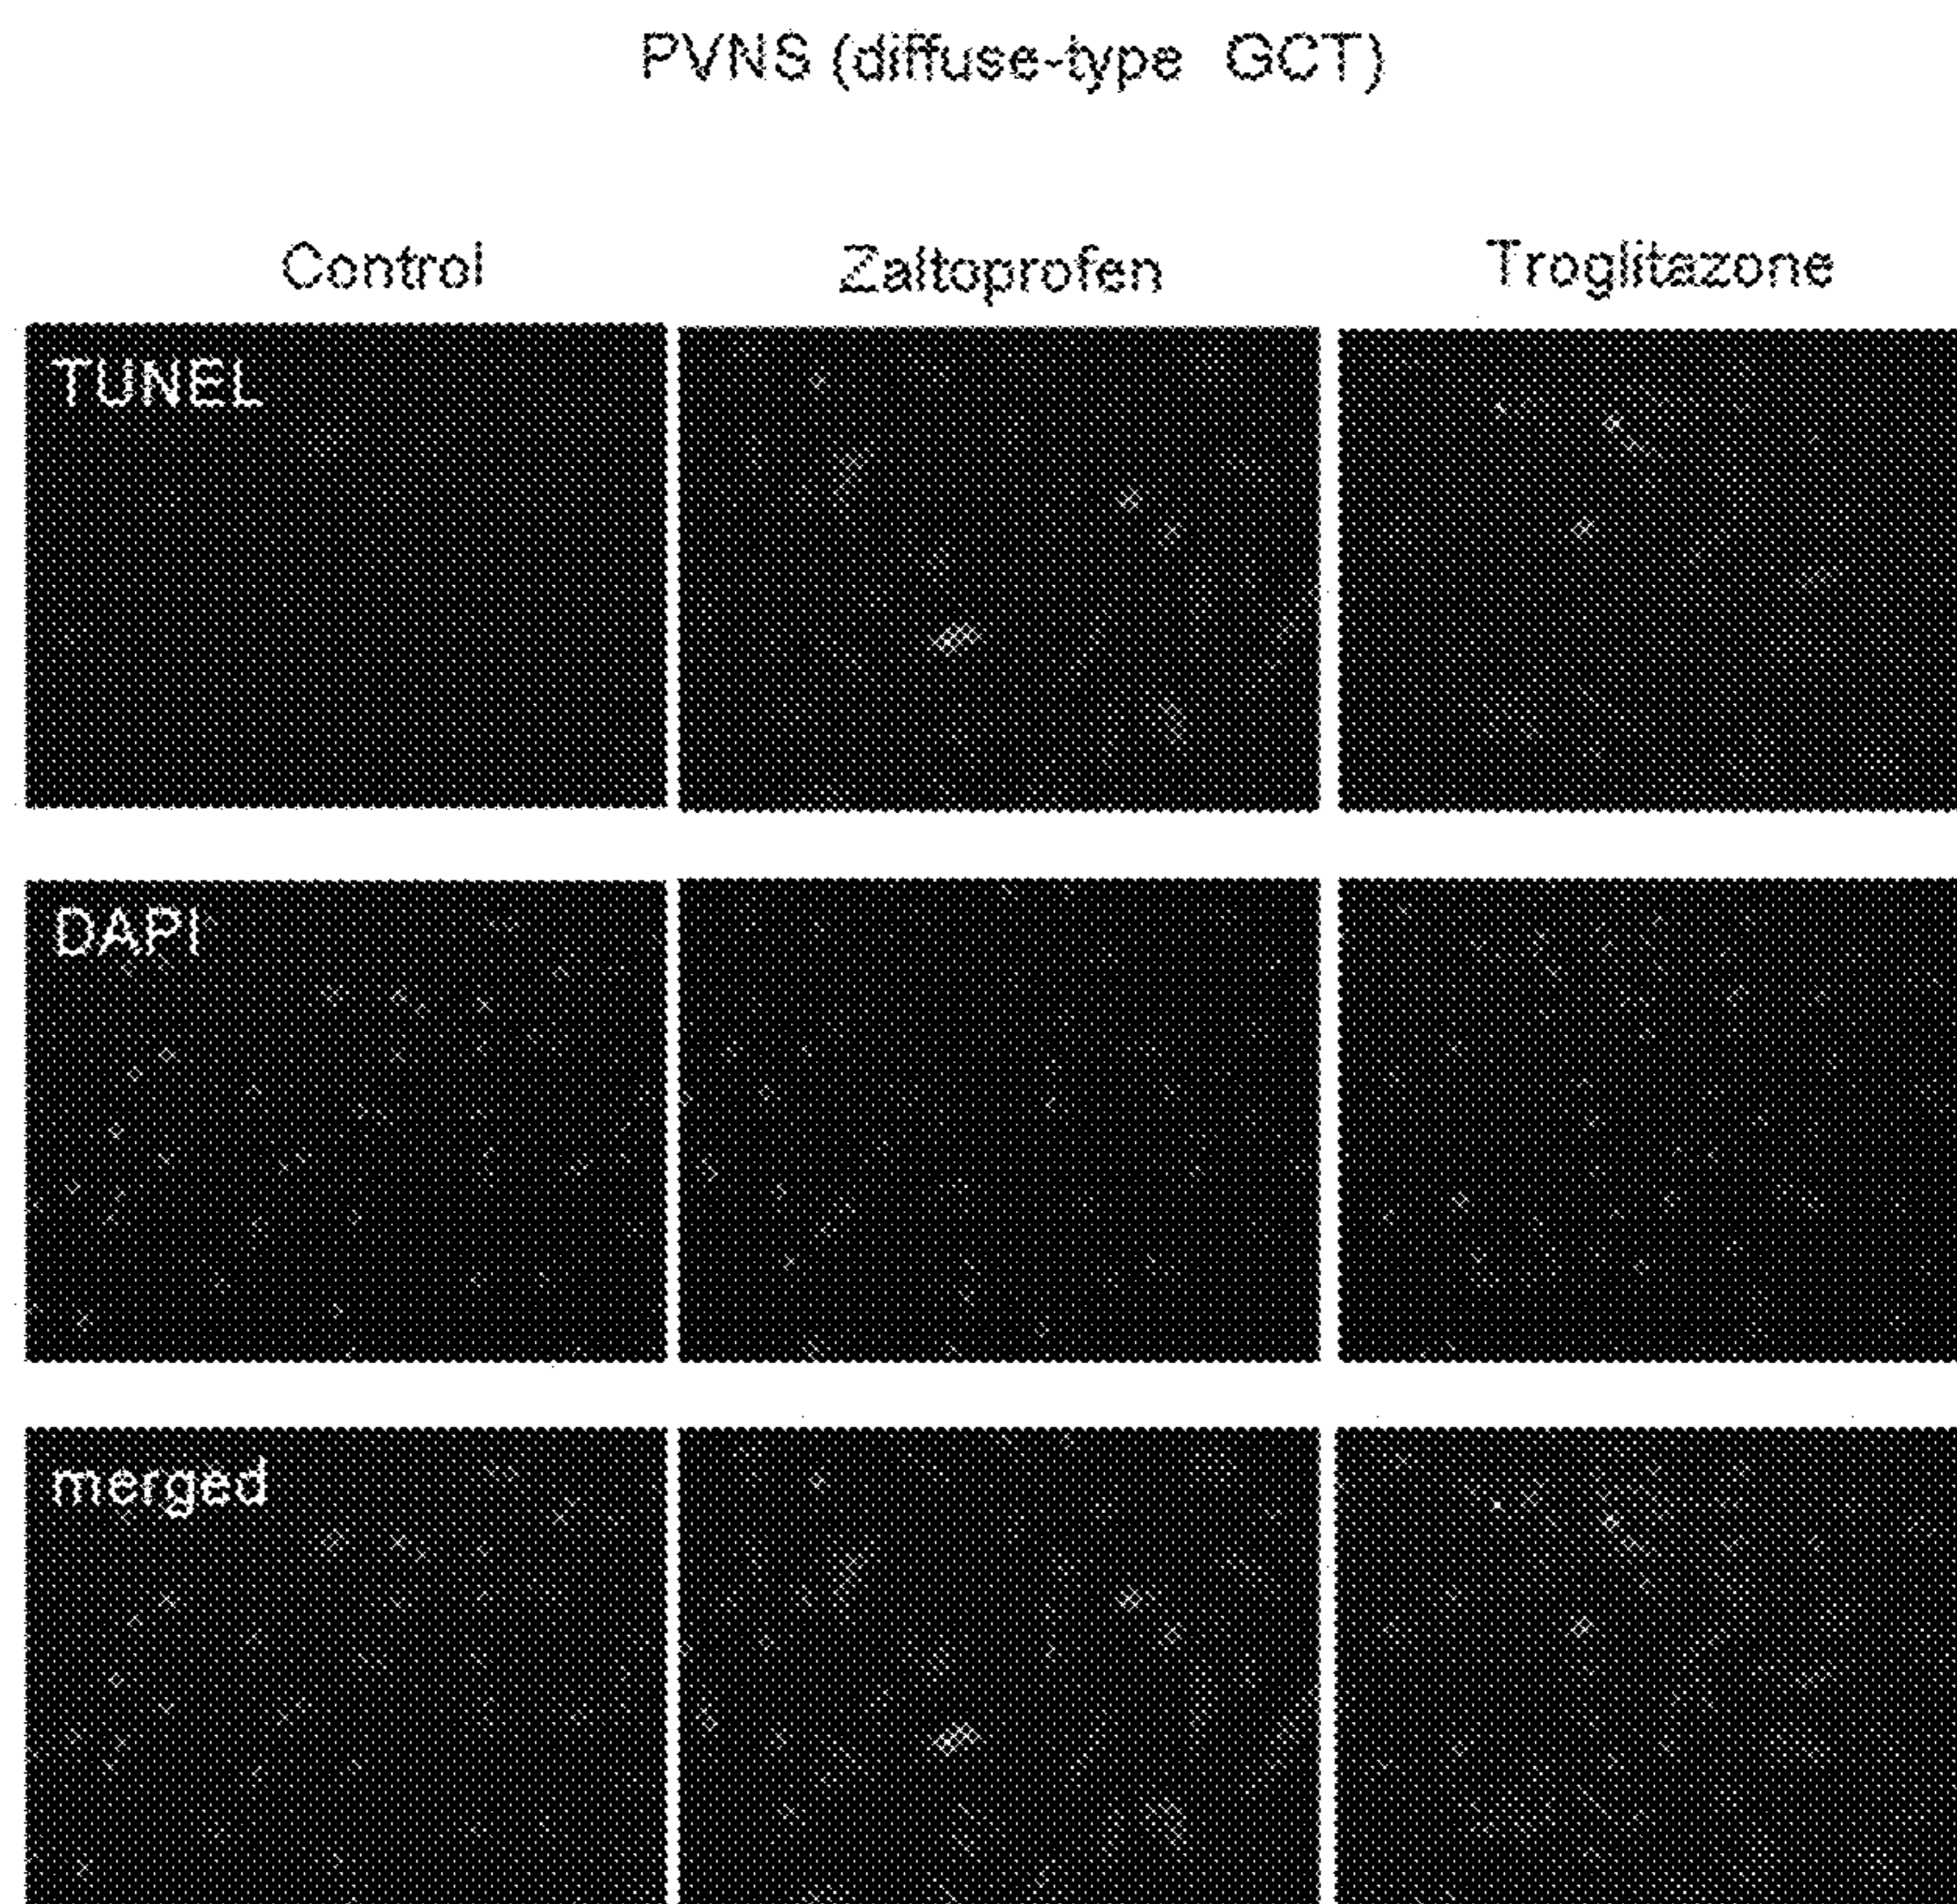 PVNS (diffuse-type GCT)
Control Zaltoprofen Troglitazone
TUNEL
DAPI
merged